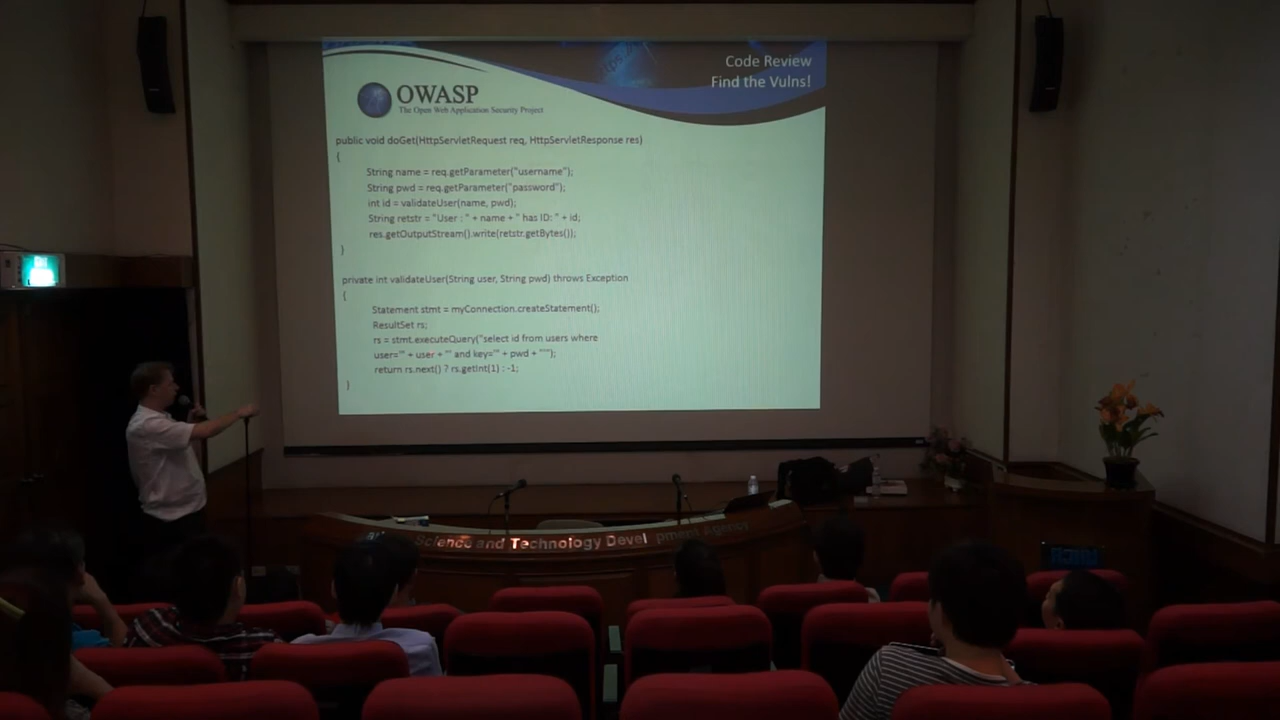 Code Review
Find the Vulns!
OWASP
The Open Web Application Security Project
public void doGet(HttpServletRequest req, HttpServletResponse res)
{
String name = req.getParameter("username");
String pwd = req.getParameter("password");
int id = validateUser(name, pwd);
String retstr = "User : " + name + " has ID: " + id;
res.getOutputStream().write(retstr.getBytes());
}
private int validateUser(String user, String pwd) throws Exception
{
Statement stmt = myConnection.createStatement();
ResultSet rs;
rs = stmt.executeQuery("select id from users where
user='" + user + "' and key='" + pwd + "'");
return rs.next() ? rs.getInt(1) : -1;
}
Science and Technology Devel pment Agency